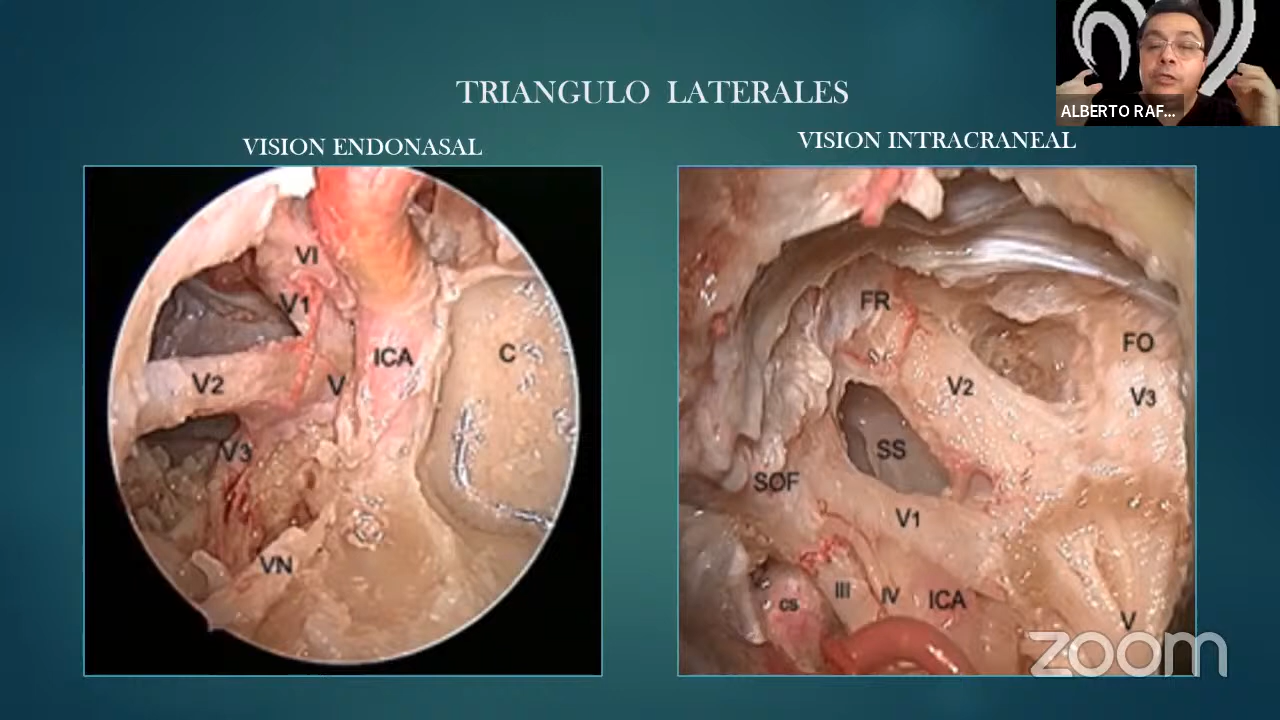 TRIANGULO LATERALES
ALBERTO RAF...
VISION ENDONASAL
VISION INTRACRANEAL
VI
V1
ICA
C
V2
V
V3
VN
FR
FO
V2
V3
SS
SOF
V1
CS
III
IV
ICA
V
zoom